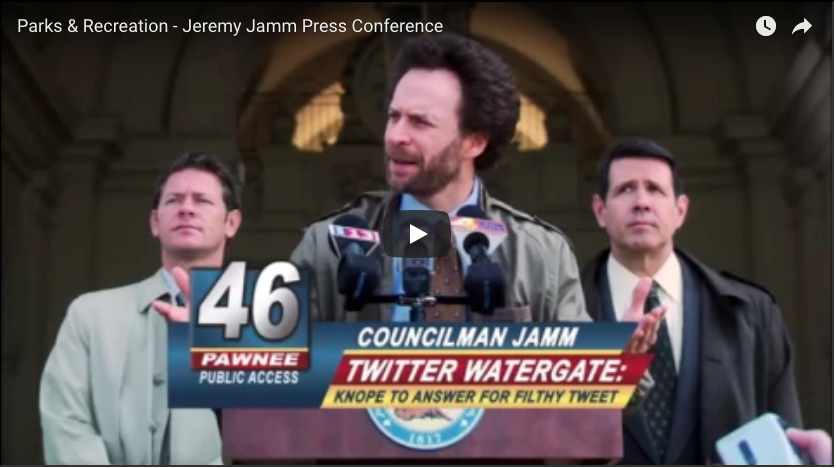 Parks & Recreation - Jeremy Jamm Press Conference
46
PAWNEE
PUBLIC ACCESS
COUNCILMAN JAMM
TWITTER WATERGATE:
KNOPE TO ANSWER FOR FILTHY TWEET
1817